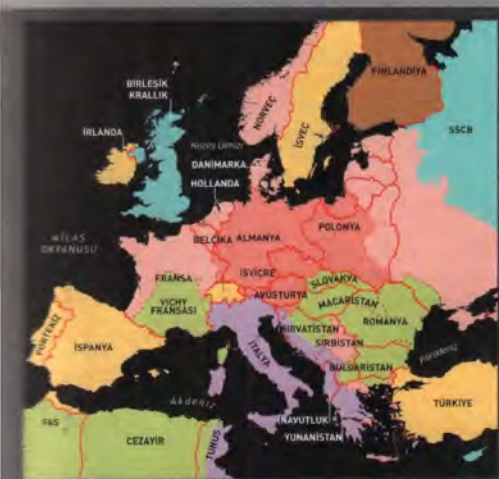 BİRLEŞİK
KRALLIK
İRLANDA
NORVEÇ
İSVEÇ
FİNLANDİYA
SSCB
Kuzey Denizi
DANİMARKA
HOLLANDA
BELÇİKA
ALMANYA
POLONYA
ATLAS
OKYANUSU
FRANSA
VICHY
FRANSASI
İSVİÇRE
AVUSTURYA
SLOVAKYA
MACARİSTAN
ROMANYA
HIRVATİSTAN
SIRBİSTAN
BULGARİSTAN
Karadeniz
PORTEKİZ
İSPANYA
İTALYA
Akdeniz
TÜRKİYE
ARNAVUTLUK
YUNANİSTAN
FAS
CEZAYİR
TUNUS